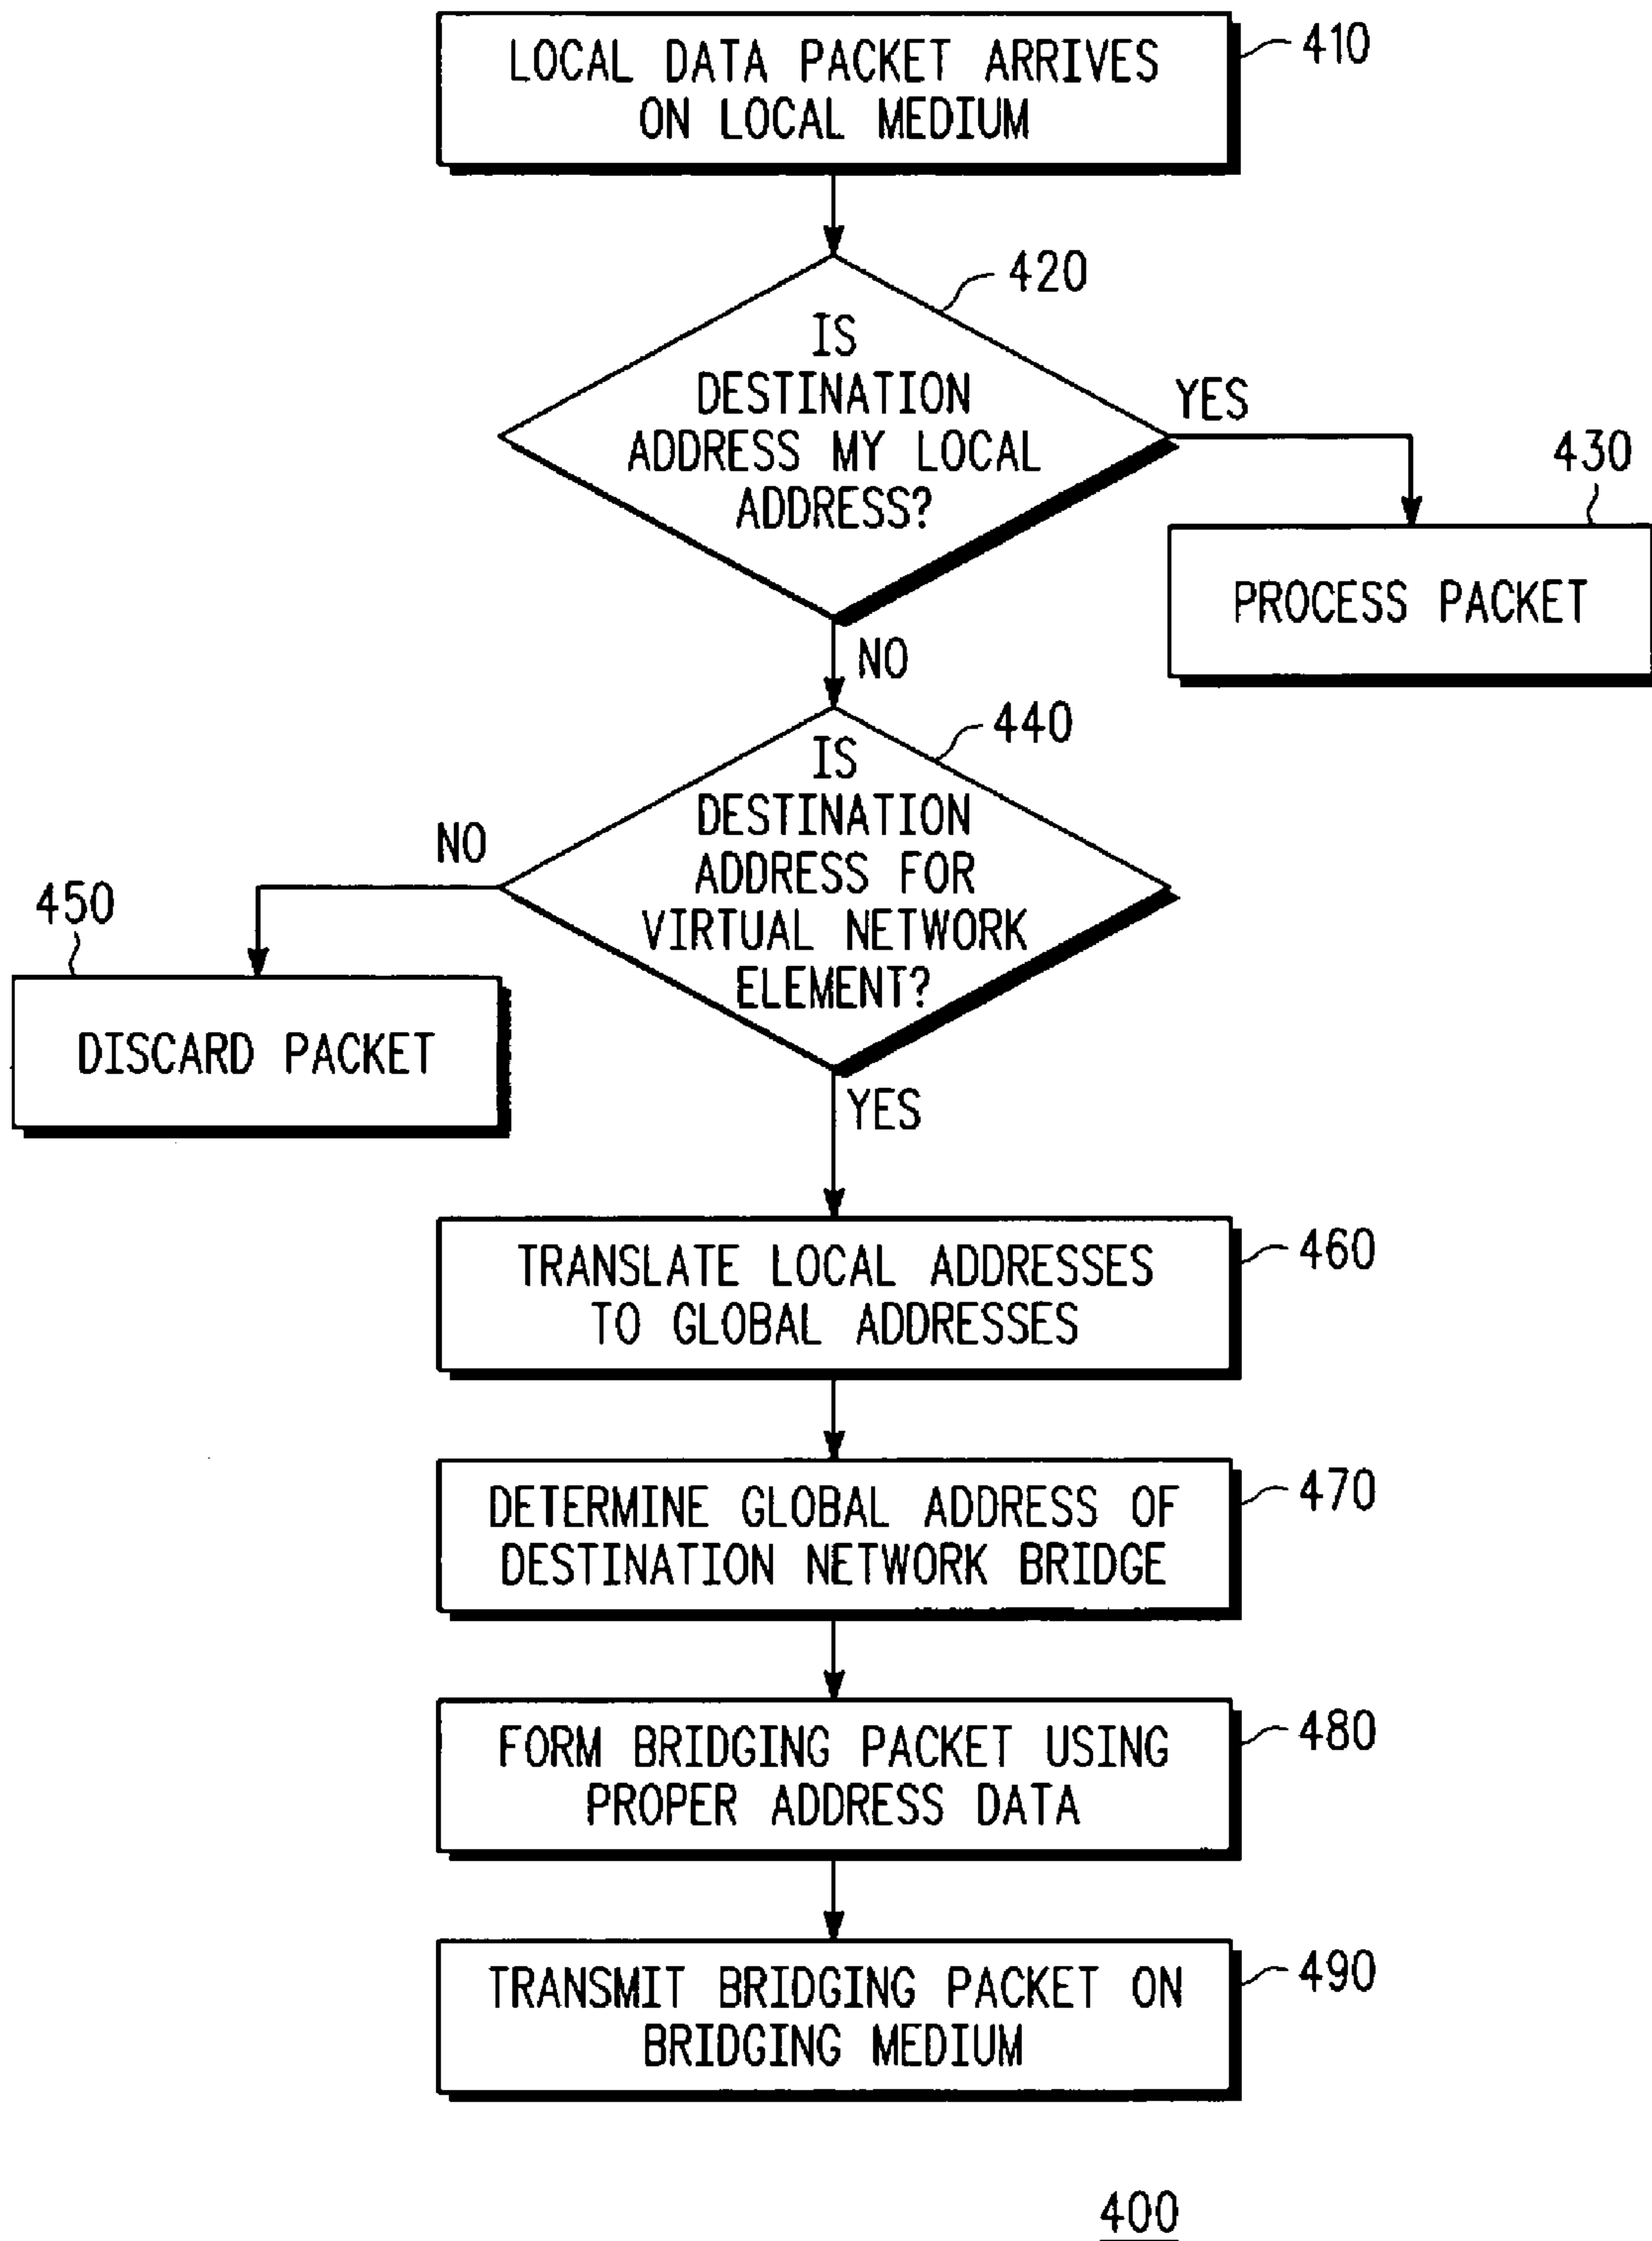 LOCAL DATA PACKET ARRIVES
ON LOCAL MEDIUM
410
420
IS
DESTINATION
ADDRESS MY LOCAL
ADDRESS?
YES
430
PROCESS PACKET
NO
440
IS
DESTINATION
ADDRESS FOR
VIRTUAL NETWORK
ELEMENT?
NO
450
DISCARD PACKET
YES
TRANSLATE LOCAL ADDRESSES
TO GLOBAL ADDRESSES
460
DETERMINE GLOBAL ADDRESS OF
DESTINATION NETWORK BRIDGE
470
FORM BRIDGING PACKET USING
PROPER ADDRESS DATA
480
TRANSMIT BRIDGING PACKET ON
BRIDGING MEDIUM
490
400